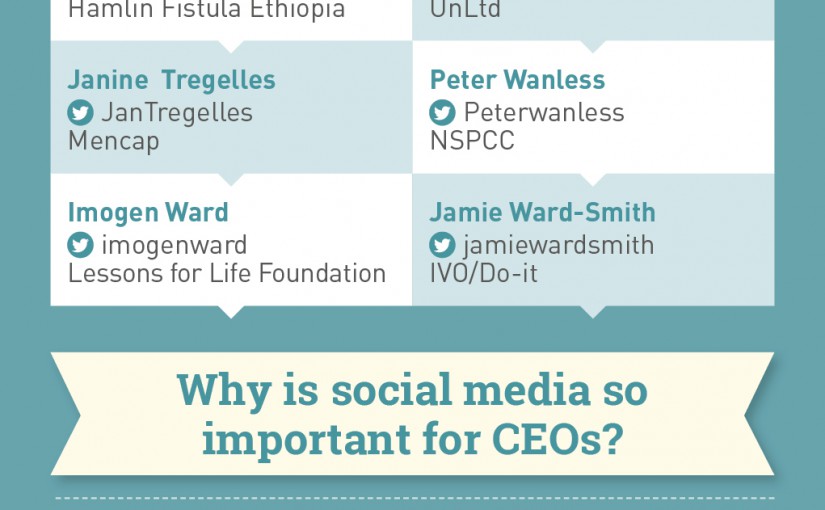 Hamlin Fistula Ethiopia
UnLtd
Janine Tregelles
JanTregelles
Mencap
Peter Wanless
Peterwanless
NSPCC
Imogen Ward
imogenward
Lessons for Life Foundation
Jamie Ward-Smith
jamiewardsmith
IVO/Do-it
Why is social media so
important for CEOs?